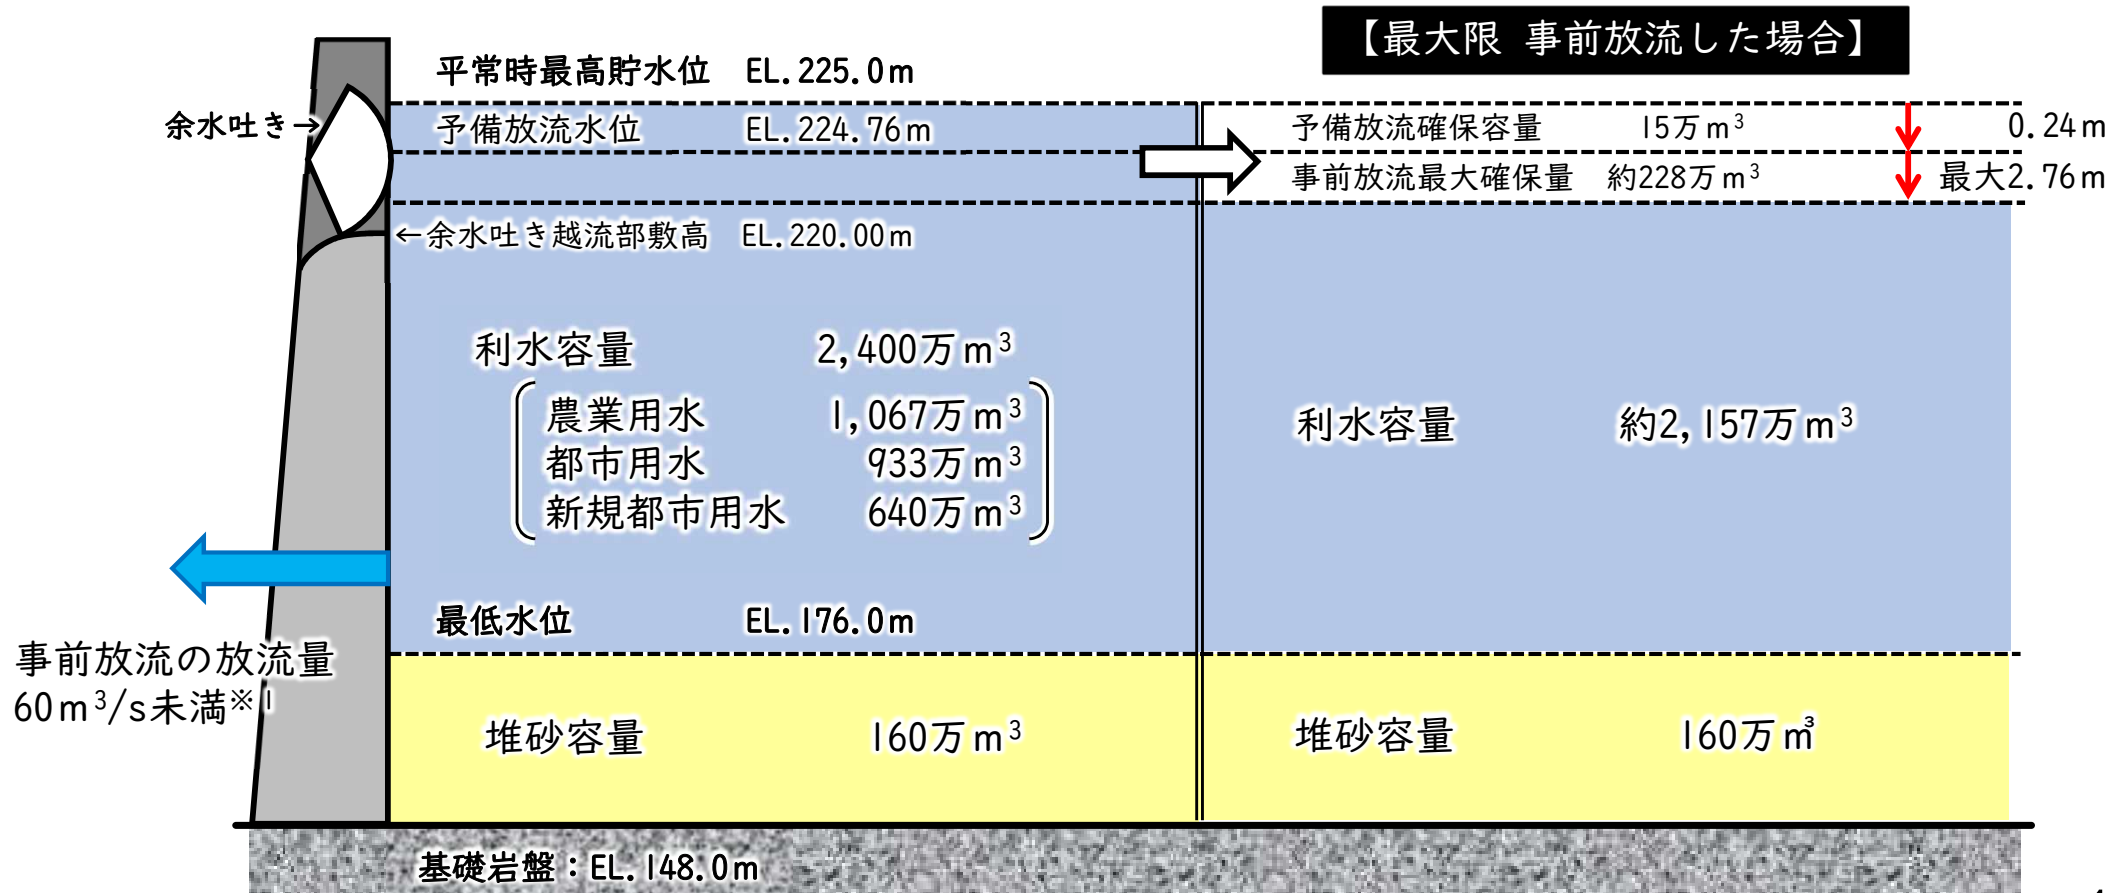 【最大限 事前放流した場合】
平常時最高貯水位 EL.225.0m
余水吐き→
予備放流水位 EL.224.76m
予備放流確保容量 15万m³ 0.24m
事前放流最大確保量 約228万m³ 最大2.76m
←余水吐き越流部敷高 EL.220.00m
利水容量 2,400万m³
農業用水 1,067万m³
都市用水 933万m³
新規都市用水 640万m³
利水容量 約2,157万m³
最低水位 EL.176.0m
事前放流の放流量
60m³/s未満※1
堆砂容量 160万m³
堆砂容量 160万㎥
基礎岩盤：EL.148.0m